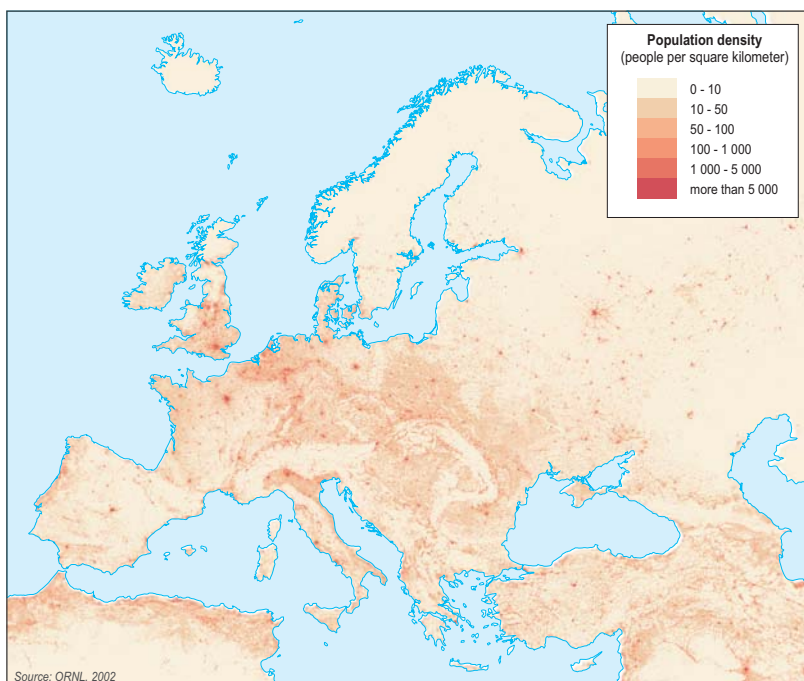 Population density
(people per square kilometer)
0 - 10
10 - 50
50 - 100
100 - 1 000
1 000 - 5 000
more than 5 000
Source: ORNL, 2002